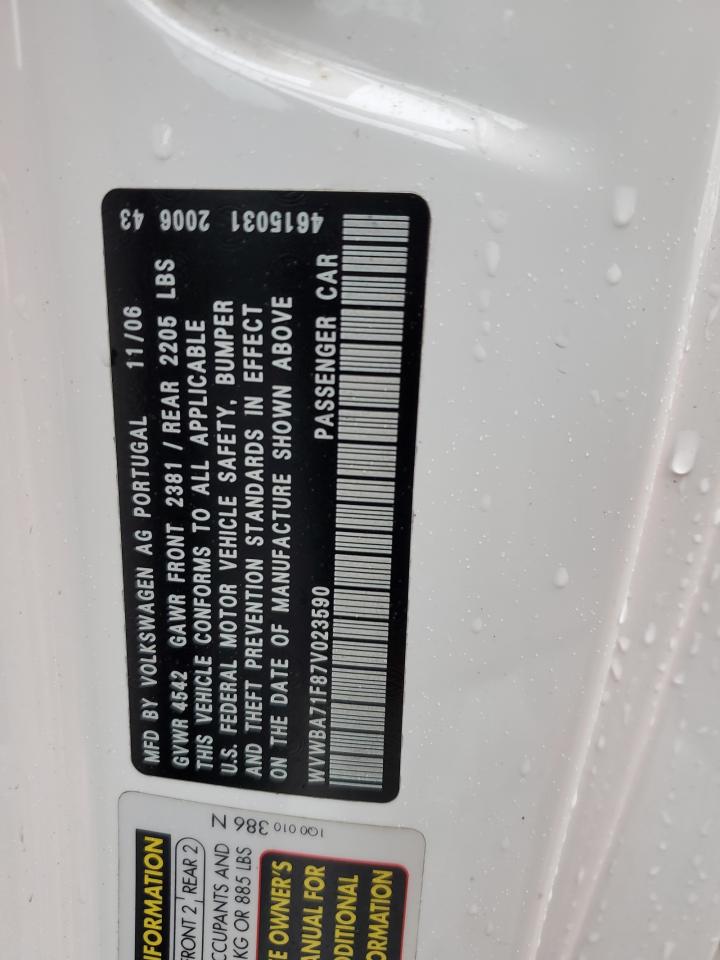 MFD BY VOLKSWAGEN AG PORTUGAL 11/06 2006 43
GVWR 4542 GAWR FRONT 2381 / REAR 2205 LBS
THIS VEHICLE CONFORMS TO ALL APPLICABLE
U.S. FEDERAL MOTOR VEHICLE SAFETY, BUMPER
AND THEFT PREVENTION STANDARDS IN EFFECT
ON THE DATE OF MANUFACTURE SHOWN ABOVE
4615031
WVWBA71F87V023590 PASSENGER CAR
1Q0 010 386 N
FORMATION
FRONT 2 REAR 2
CCUPANTS AND
KG OR 885 LBS
OWNER'S
ANUAL FOR
DDITIONAL
ORMATION